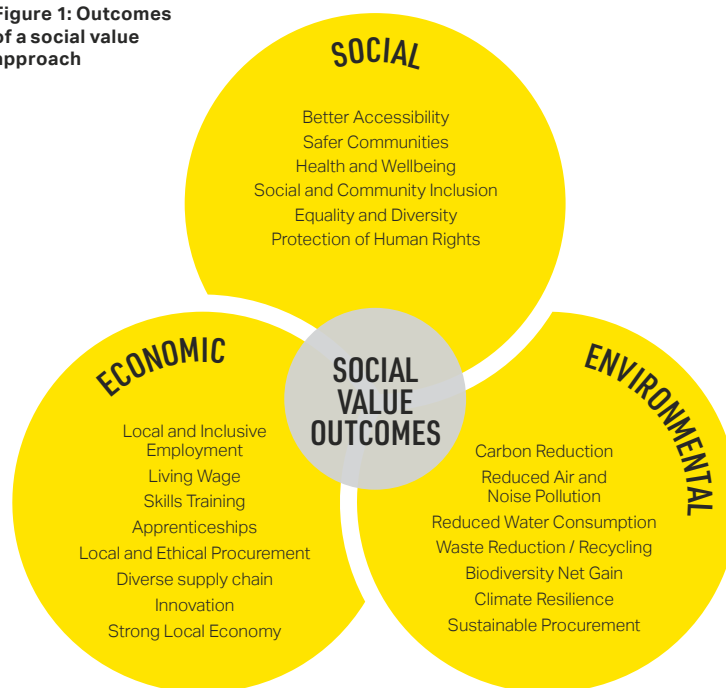 Figure 1: Outcomes
of a social value
approach
SOCIAL
Better Accessibility
Safer Communities
Health and Wellbeing
Social and Community Inclusion
Equality and Diversity
Protection of Human Rights
ECONOMIC
Local and Inclusive
Employment
Living Wage
Skills Training
Apprenticeships
Local and Ethical Procurement
Diverse supply chain
Innovation
Strong Local Economy
SOCIAL
VALUE
OUTCOMES
ENVIRONMENTAL
Carbon Reduction
Reduced Air and
Noise Pollution
Reduced Water Consumption
Waste Reduction / Recycling
Biodiversity Net Gain
Climate Resilience
Sustainable Procurement